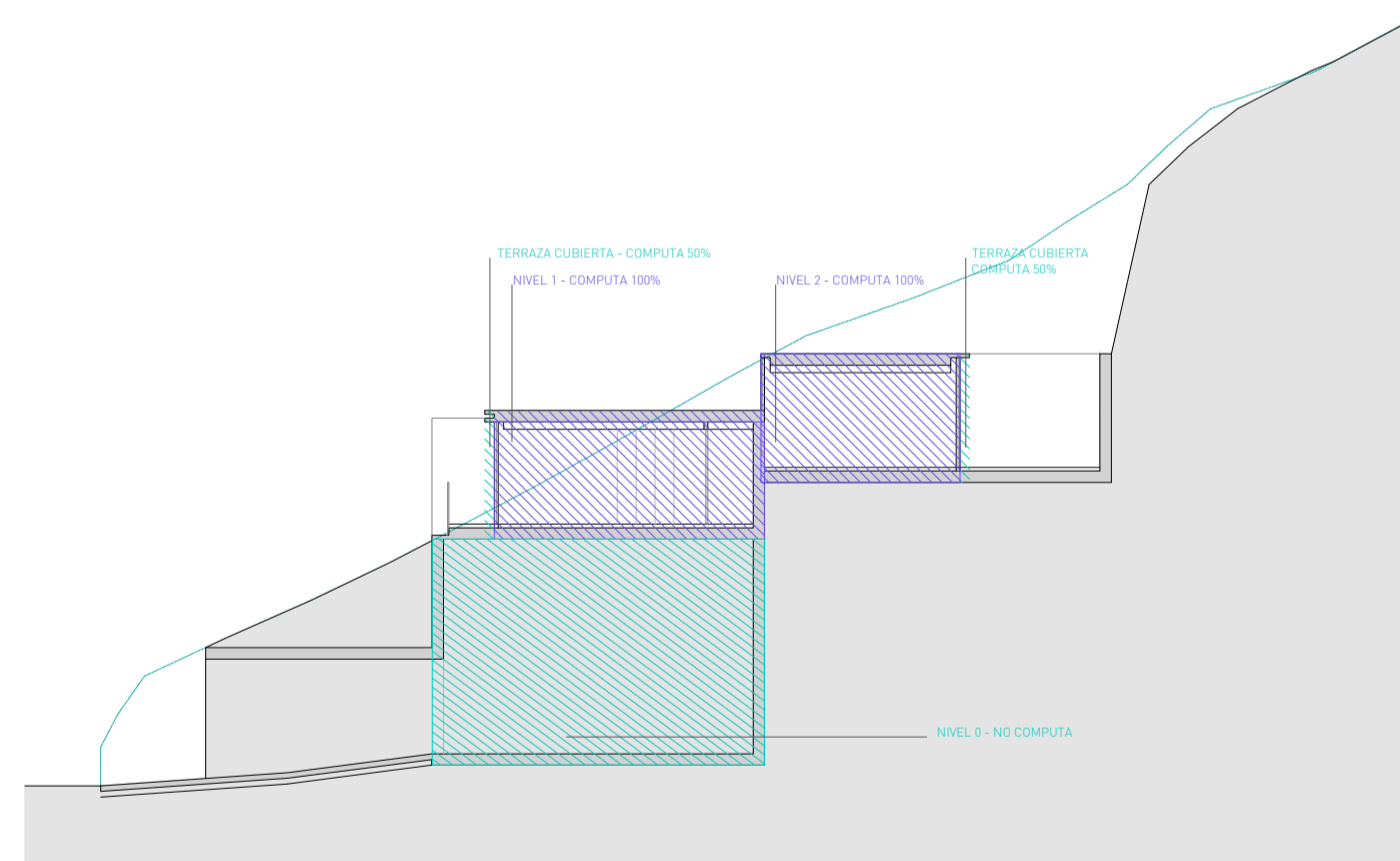 TERRAZA CUBIERTA - COMPUTA 50%
TERRAZA CUBIERTA
COMPUTA 50%
NIVEL 1 - COMPUTA 100%
NIVEL 2 - COMPUTA 100%
NIVEL 0 - NO COMPUTA